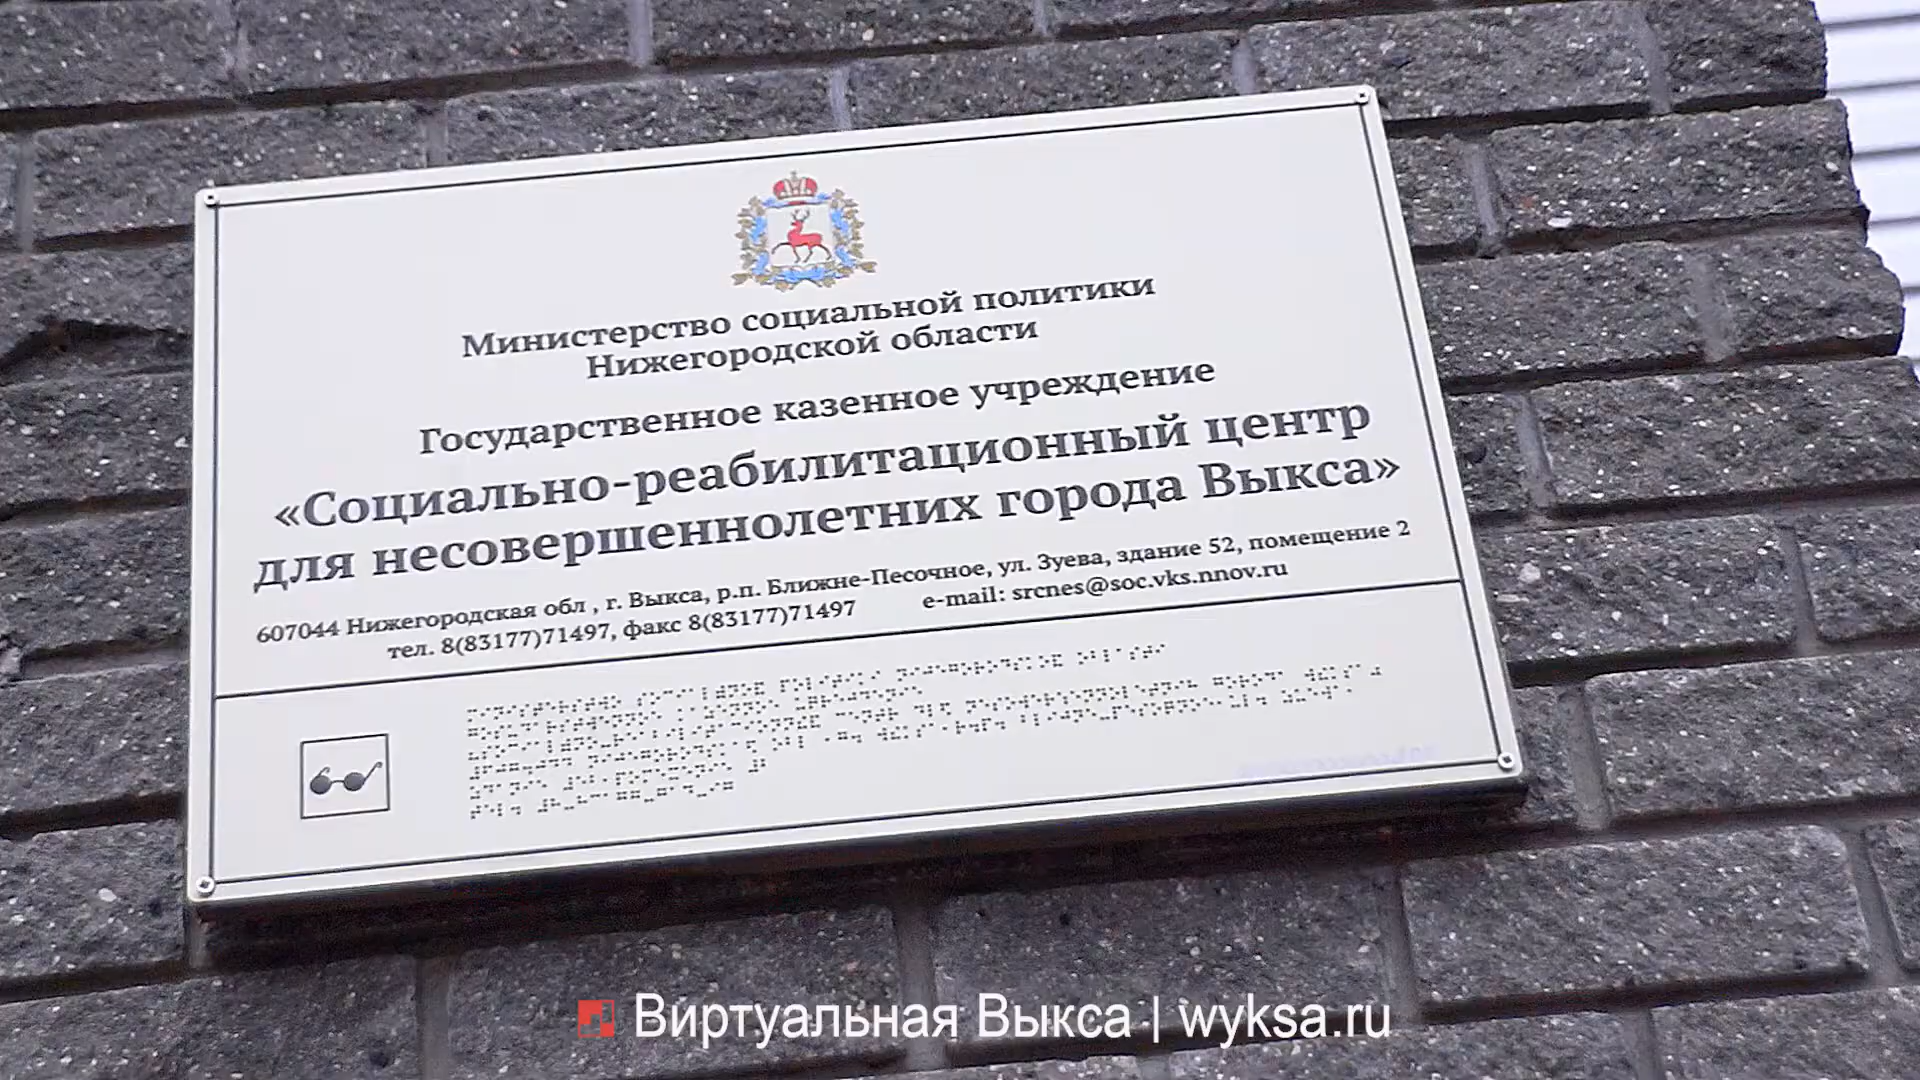 Министерство социальной политики
Нижегородской области
Государственное казенное учреждение
«Социально-реабилитационный центр
для несовершеннолетних города Выкса»
607044 Нижегородская обл , г. Выкса, р.п. Ближне-Песочное, ул. Зуева, здание 52, помещение 2
тел. 8(83177)71497, факс 8(83177)71497 e-mail: srcnes@soc.vks.nnov.ru
Виртуальная Выкса | wyksa.ru